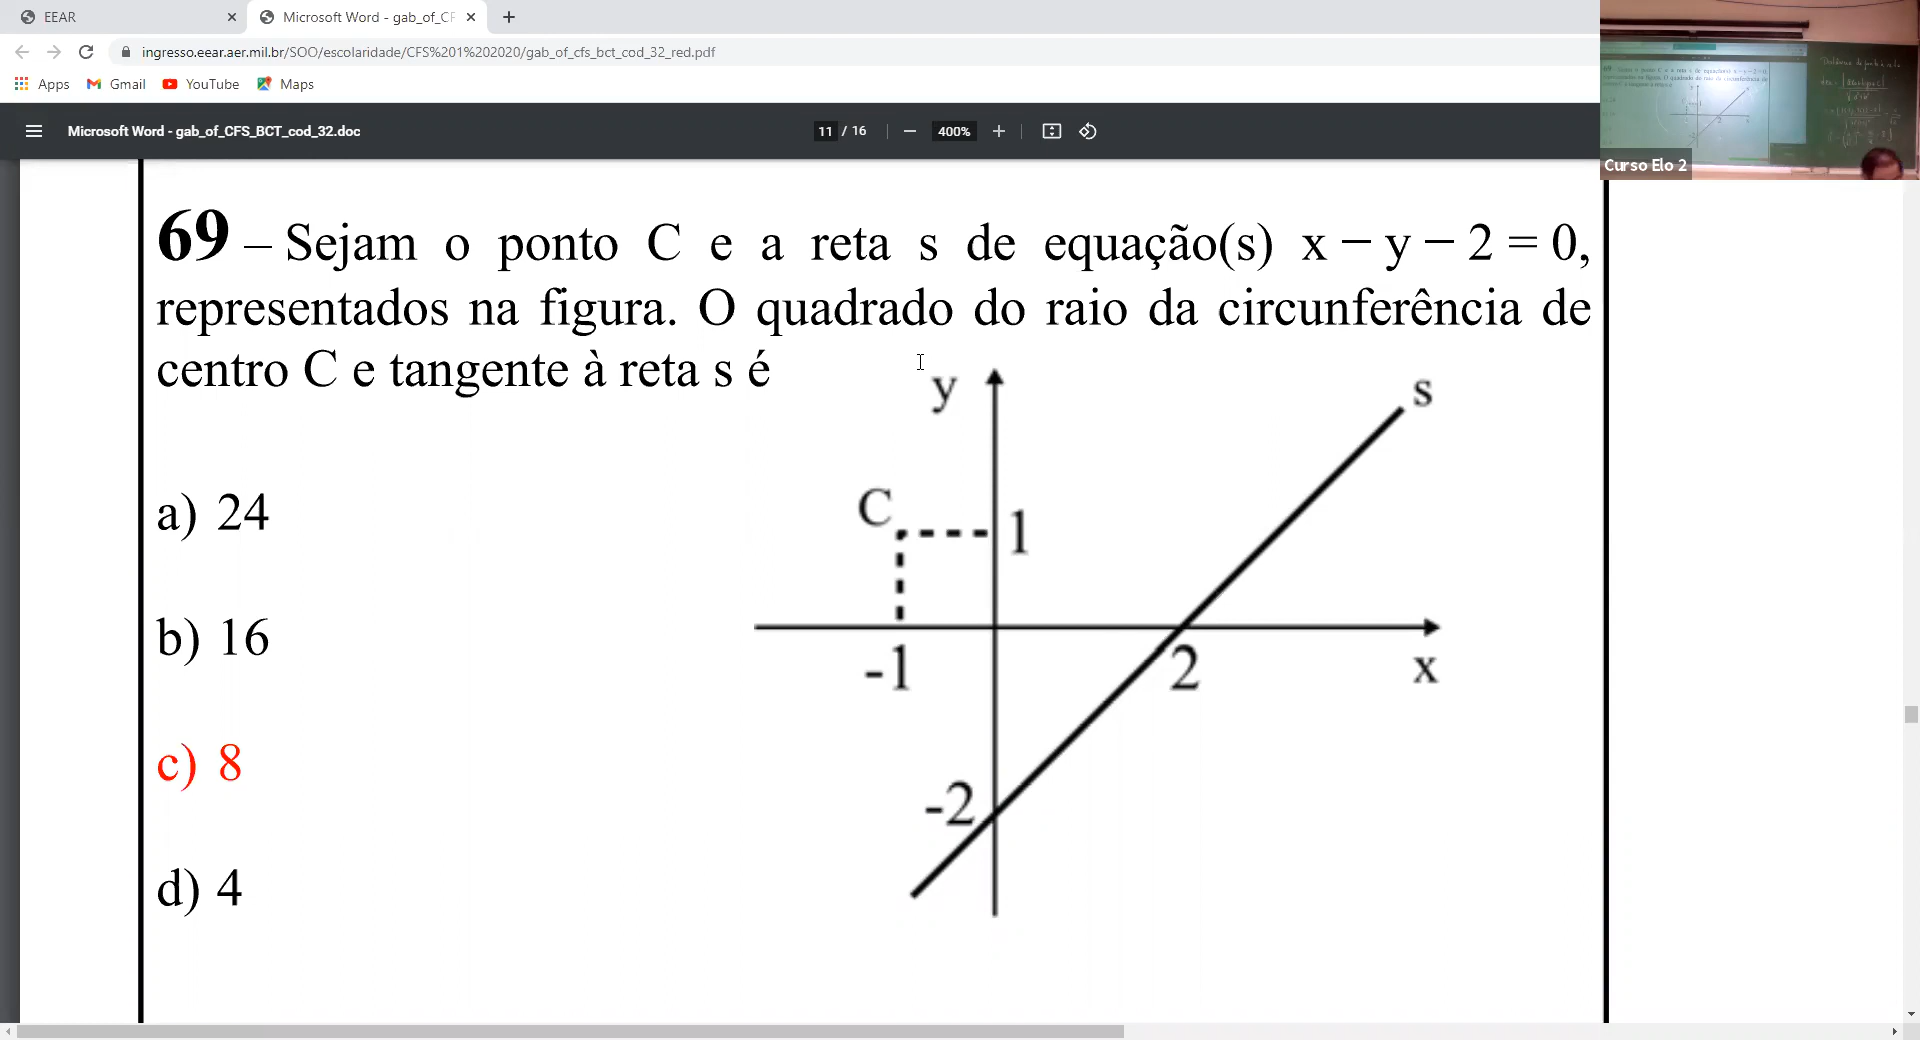 EEAR
Microsoft Word - gab_of_CF
ingresso.eear.aer.mil.br/SOO/escolaridade/CFS%201%202020/gab_of_cfs_bct_cod_32_red.pdf
Apps
Gmail
YouTube
Maps
Microsoft Word - gab_of_CFS_BCT_cod_32.doc
11 / 16
400%
Curso Elo 2
69 – Sejam o ponto C e a reta s de equação(s) x − y − 2 = 0,
representados na figura. O quadrado do raio da circunferência de
centro C e tangente à reta s é
y
s
a) 24
C
1
b) 16
-1
2
x
c) 8
-2
d) 4